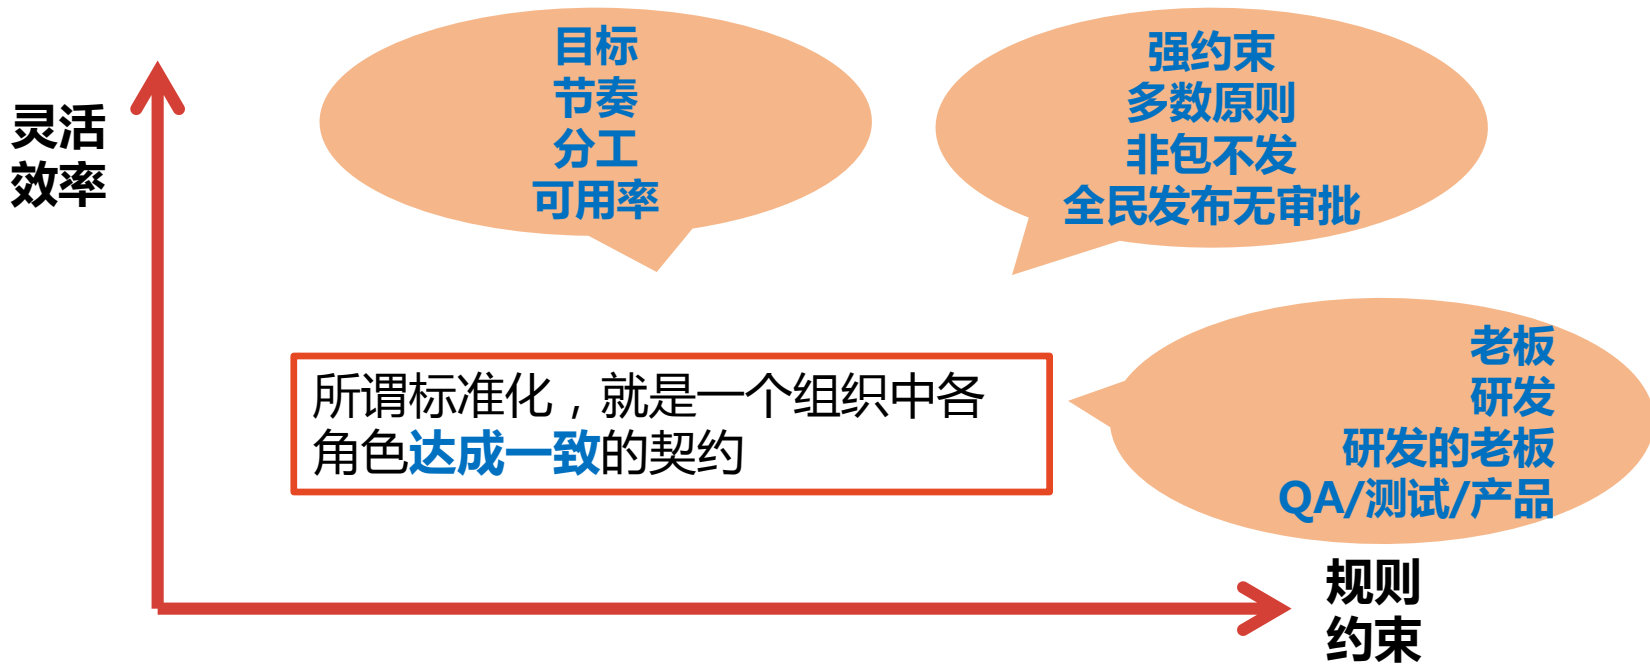 灵活
效率
目标
节奏
分工
可用率
强约束
多数原则
非包不发
全民发布无审批
老板
研发
研发的老板
QA/测试/产品
所谓标准化，就是一个组织中各
角色达成一致的契约
规则
约束